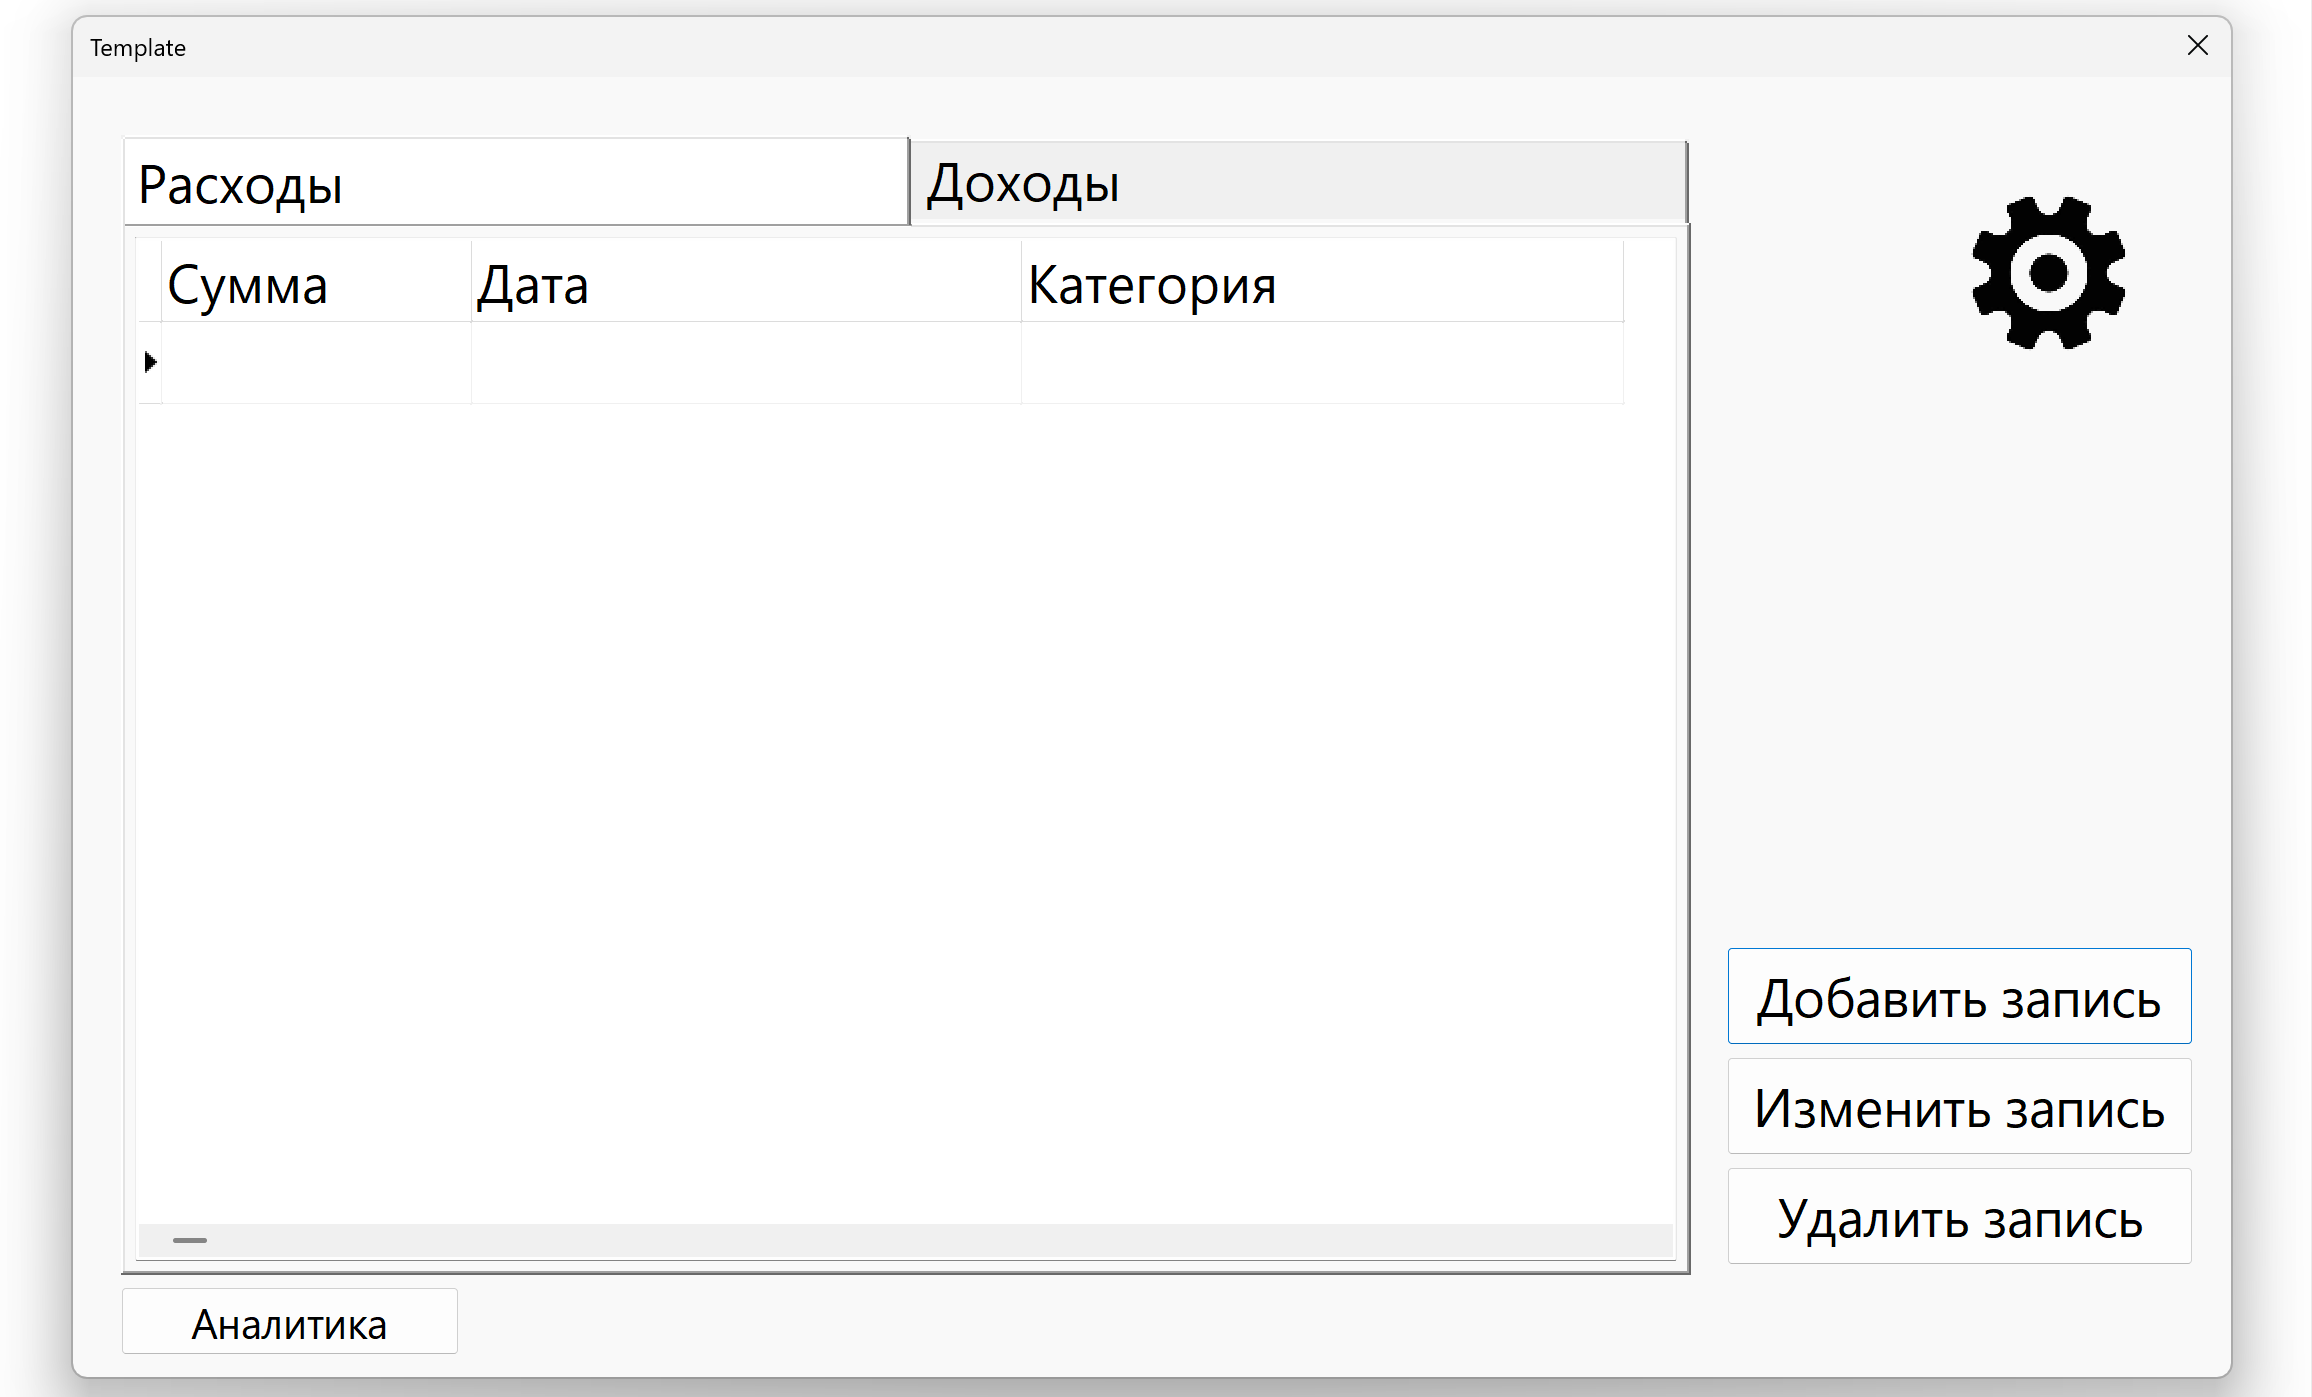 Template
Расходы
Доходы
Сумма
Дата
Категория
Добавить запись
Изменить запись
Удалить запись
Аналитика